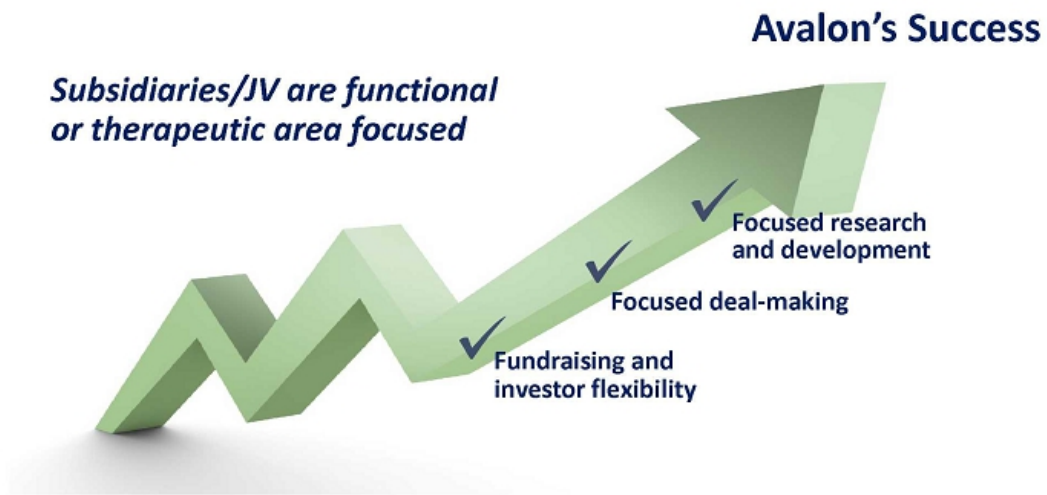 Avalon's Success
Subsidiaries/JV are functional
or therapeutic area focused
Focused research
and development
Focused deal-making
Fundraising and
investor flexibility